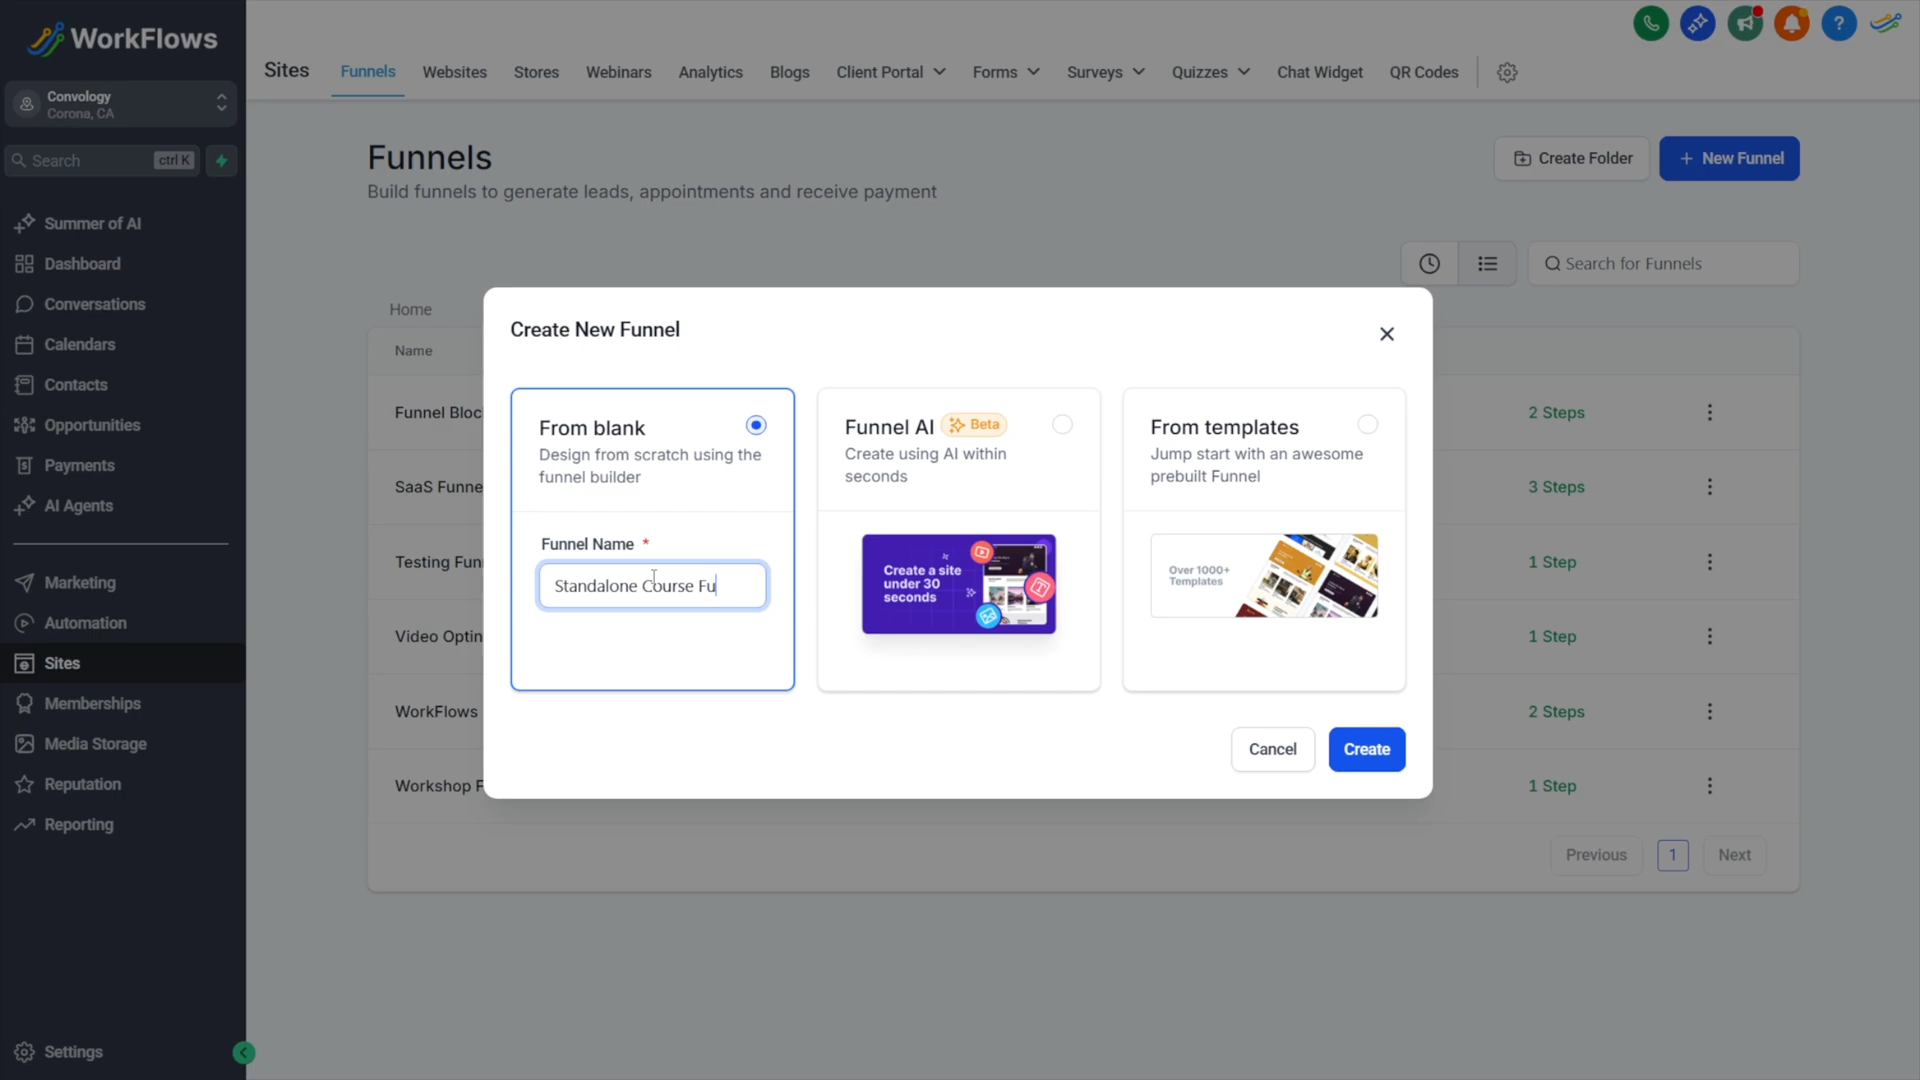 WorkFlows
Convology
Corona, CA
Search
ctrl K
Summer of AI
Dashboard
Conversations
Calendars
Contacts
Opportunities
Payments
AI Agents
Marketing
Automation
Sites
Memberships
Media Storage
Reputation
Reporting
Settings
Sites
Funnels
Websites
Stores
Webinars
Analytics
Blogs
Client Portal
Forms
Surveys
Quizzes
Chat Widget
QR Codes
Funnels
Build funnels to generate leads, appointments and receive payment
Create Folder
+ New Funnel
Search for Funnels
Home
Name
Funnel Bloc
2 Steps
SaaS Funne
3 Steps
Testing Fun
1 Step
Video Optin
1 Step
WorkFlows
2 Steps
Workshop F
1 Step
Previous
1
Next
Create New Funnel
From blank
Design from scratch using the
funnel builder
Funnel Name *
Standalone Course Fu
Funnel AI
Beta
Create using AI within
seconds
Create a site
under 30
seconds
From templates
Jump start with an awesome
prebuilt Funnel
Over 1000+
Templates
Cancel
Create